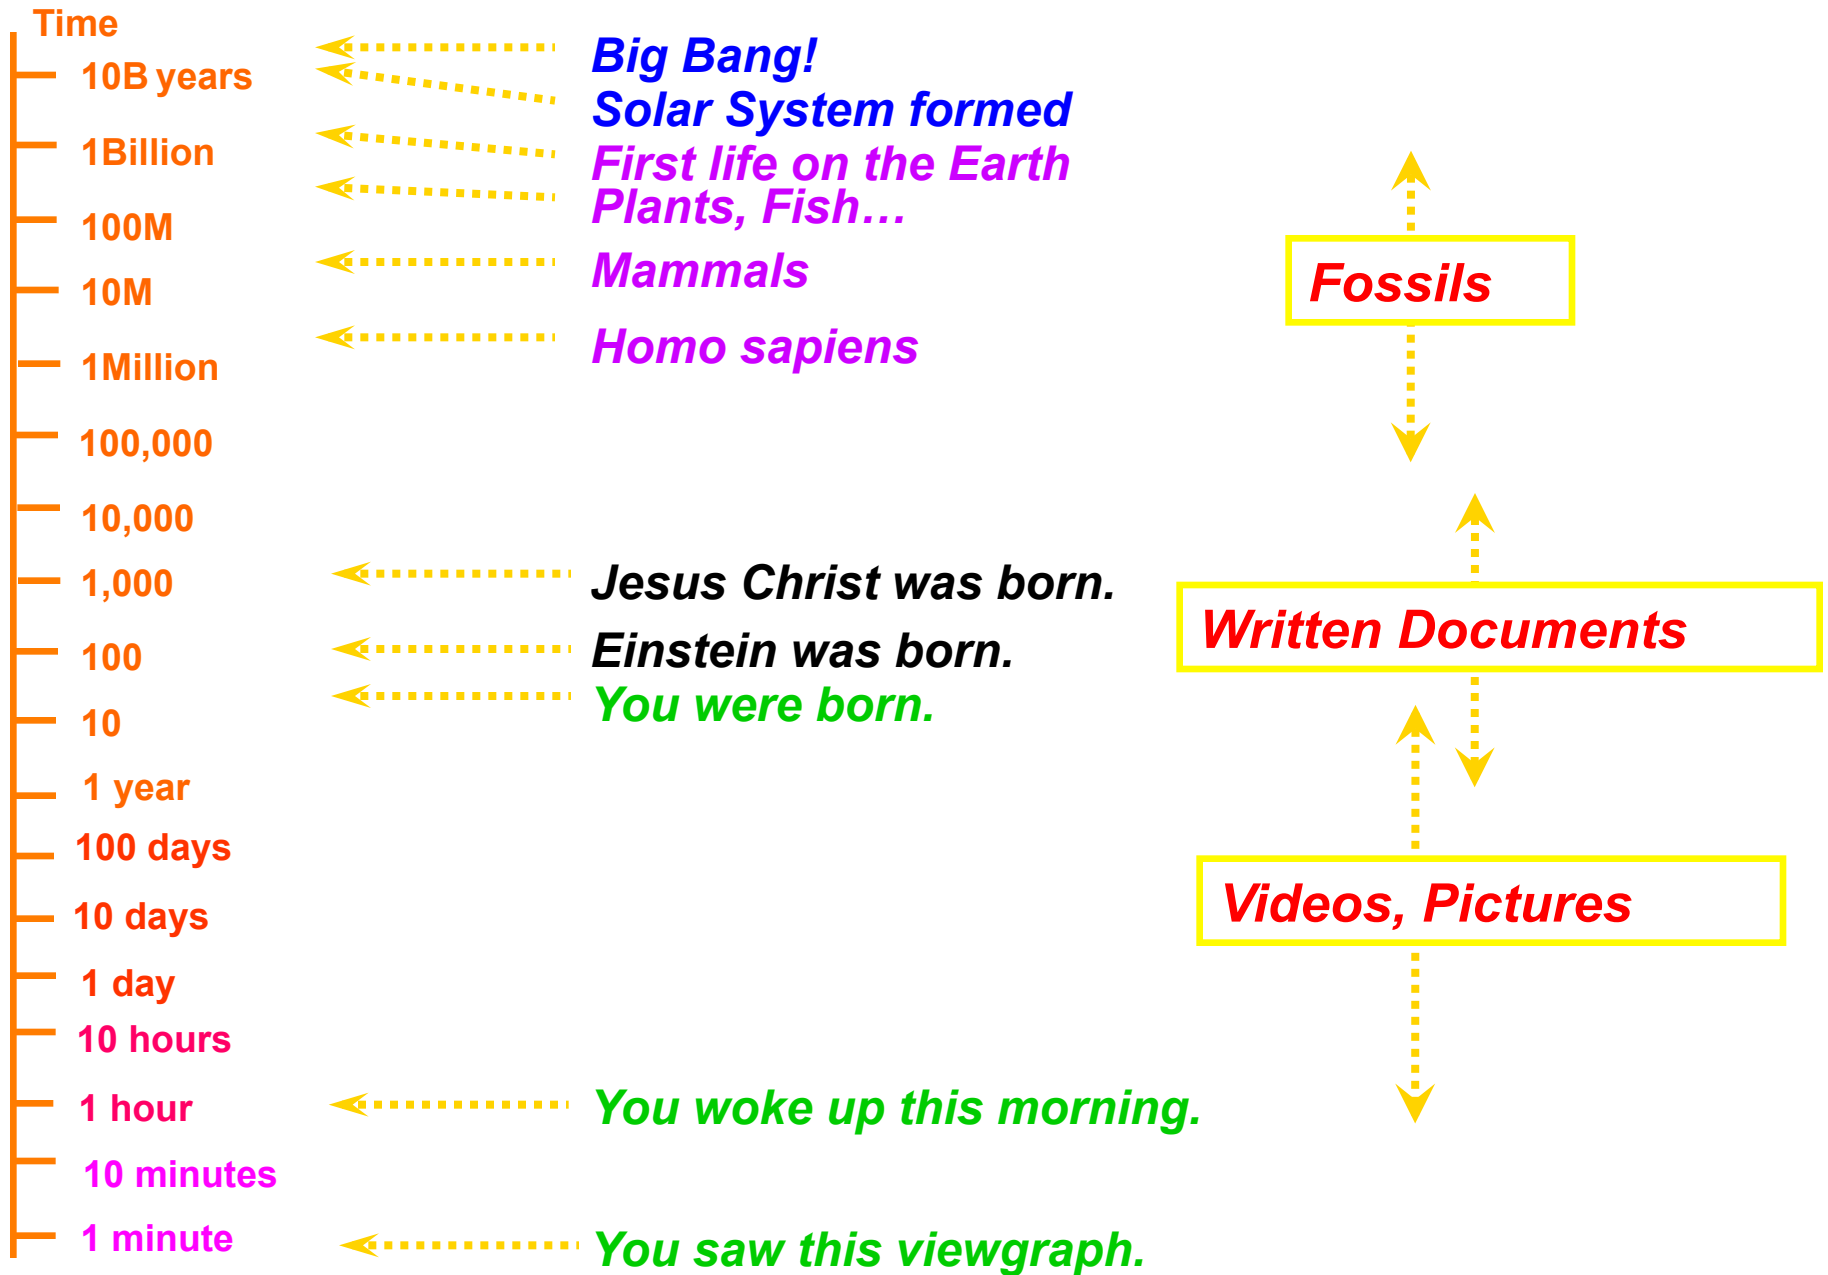 Time
10B years
1Billion
100M
10M
1Million
100,000
10,000
1,000
100
10
1 year
100 days
10 days
1 day
10 hours
1 hour
10 minutes
1 minute
Big Bang!
Solar System formed
First life on the Earth
Plants, Fish…
Mammals
Homo sapiens
Jesus Christ was born.
Einstein was born.
You were born.
You woke up this morning.
You saw this viewgraph.
Fossils
Written Documents
Videos, Pictures